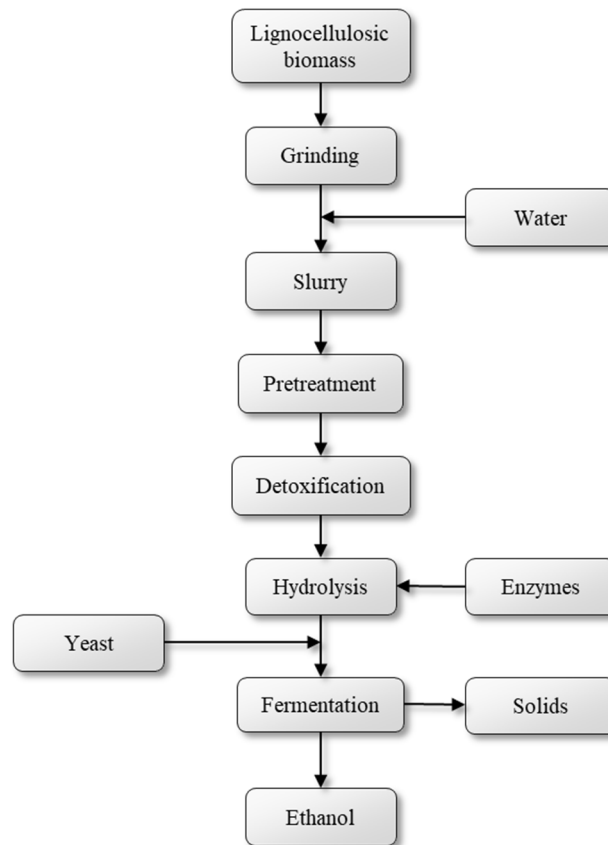 Lignocellulosic
biomass
Grinding
Water
Slurry
Pretreatment
Detoxification
Hydrolysis
Enzymes
Yeast
Fermentation
Solids
Ethanol